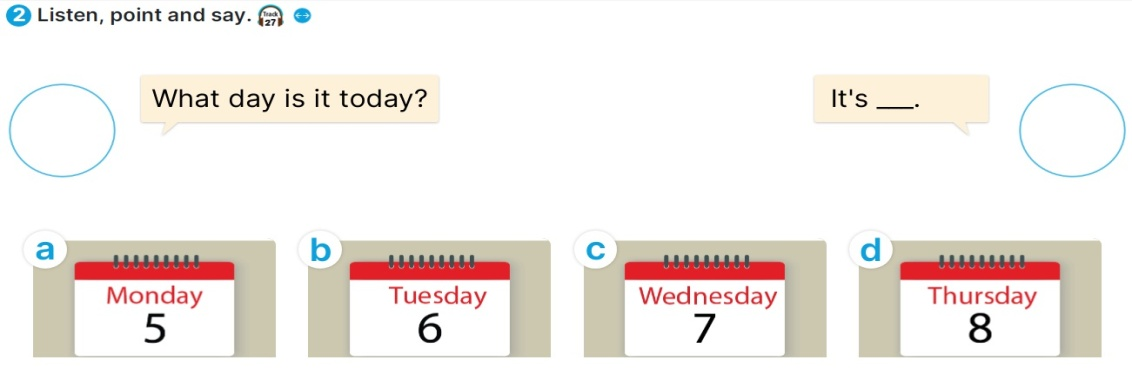 2 Listen, point and say. Track 27
What day is it today?
It's ___.
a
b
c
d
Monday
5
Tuesday
6
Wednesday
7
Thursday
8